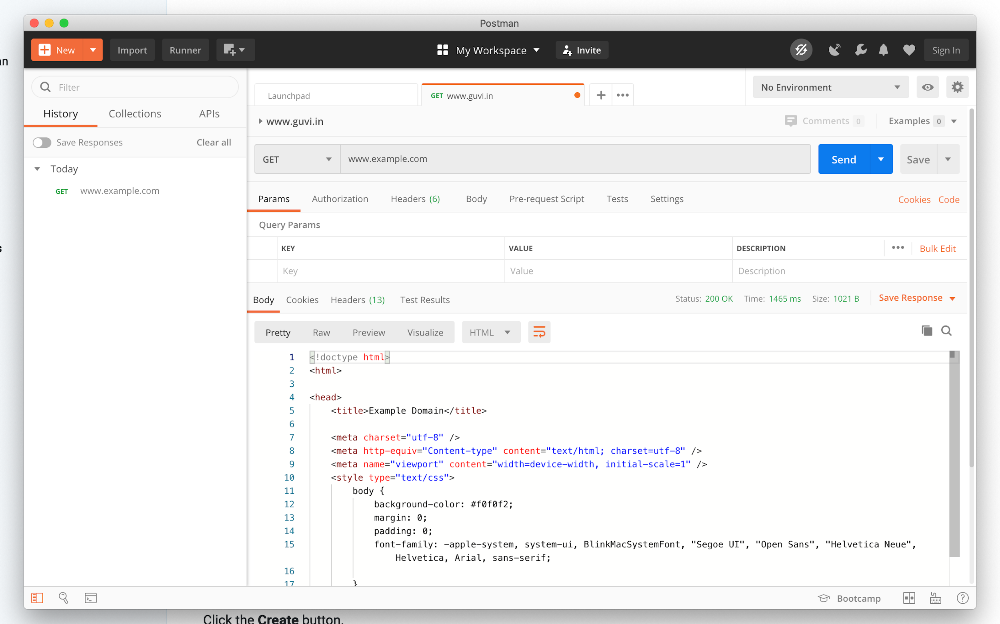 Postman
New
Import
Runner
My Workspace
Invite
Sign In
Filter
History
Collections
APIs
Save Responses
Clear all
Today
GET www.example.com
Launchpad
GET www.guvi.in
No Environment
www.guvi.in
Comments 0
Examples 0
GET
www.example.com
Send
Save
Params
Authorization
Headers (6)
Body
Pre-request Script
Tests
Settings
Cookies
Code
Query Params
KEY
VALUE
DESCRIPTION
Bulk Edit
Key
Value
Description
Body
Cookies
Headers (13)
Test Results
Status: 200 OK
Time: 1465 ms
Size: 1021 B
Save Response
Pretty
Raw
Preview
Visualize
HTML
1 <!doctype html>
2 <html>
3
4 <head>
5 <title>Example Domain</title>
6
7 <meta charset="utf-8" />
8 <meta http-equiv="Content-type" content="text/html; charset=utf-8" />
9 <meta name="viewport" content="width=device-width, initial-scale=1" />
10 <style type="text/css">
11 body {
12 background-color: #f0f0f2;
13 margin: 0;
14 padding: 0;
15 font-family: -apple-system, system-ui, BlinkMacSystemFont, "Segoe UI", "Open Sans", "Helvetica Neue",
Helvetica, Arial, sans-serif;
16
17 }
Bootcamp
Click the Create button.